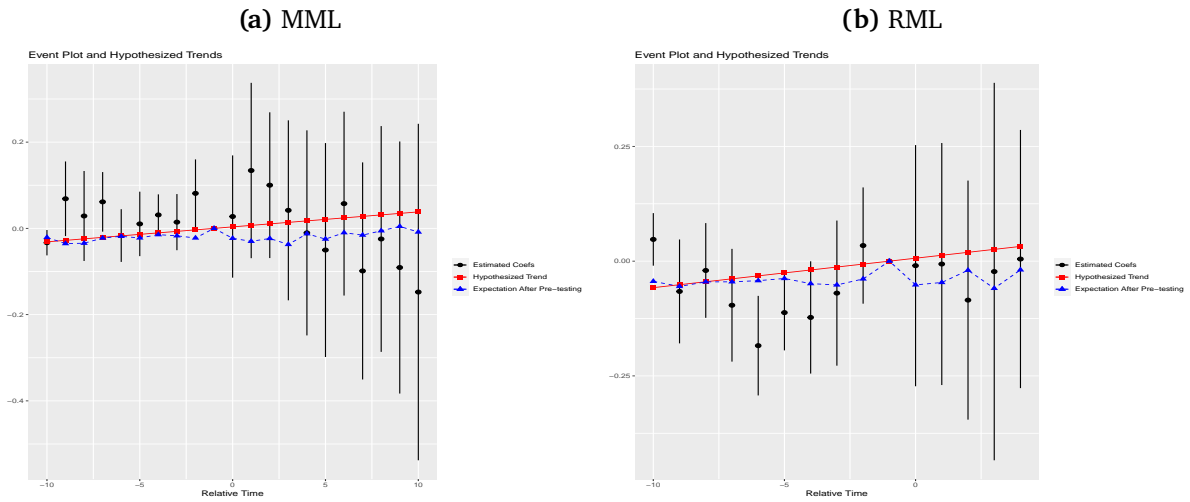 (a) MML
Event Plot and Hypothesized Trends
0.2
0.0
−0.2
−0.4
−10 −5 0 5 10
Relative Time
Estimated Coefs
Hypothesized Trend
Expectation After Pre−testing
(b) RML
Event Plot and Hypothesized Trends
0.25
0.00
−0.25
−10 −5 0
Relative Time
Estimated Coefs
Hypothesized Trend
Expectation After Pre−testing